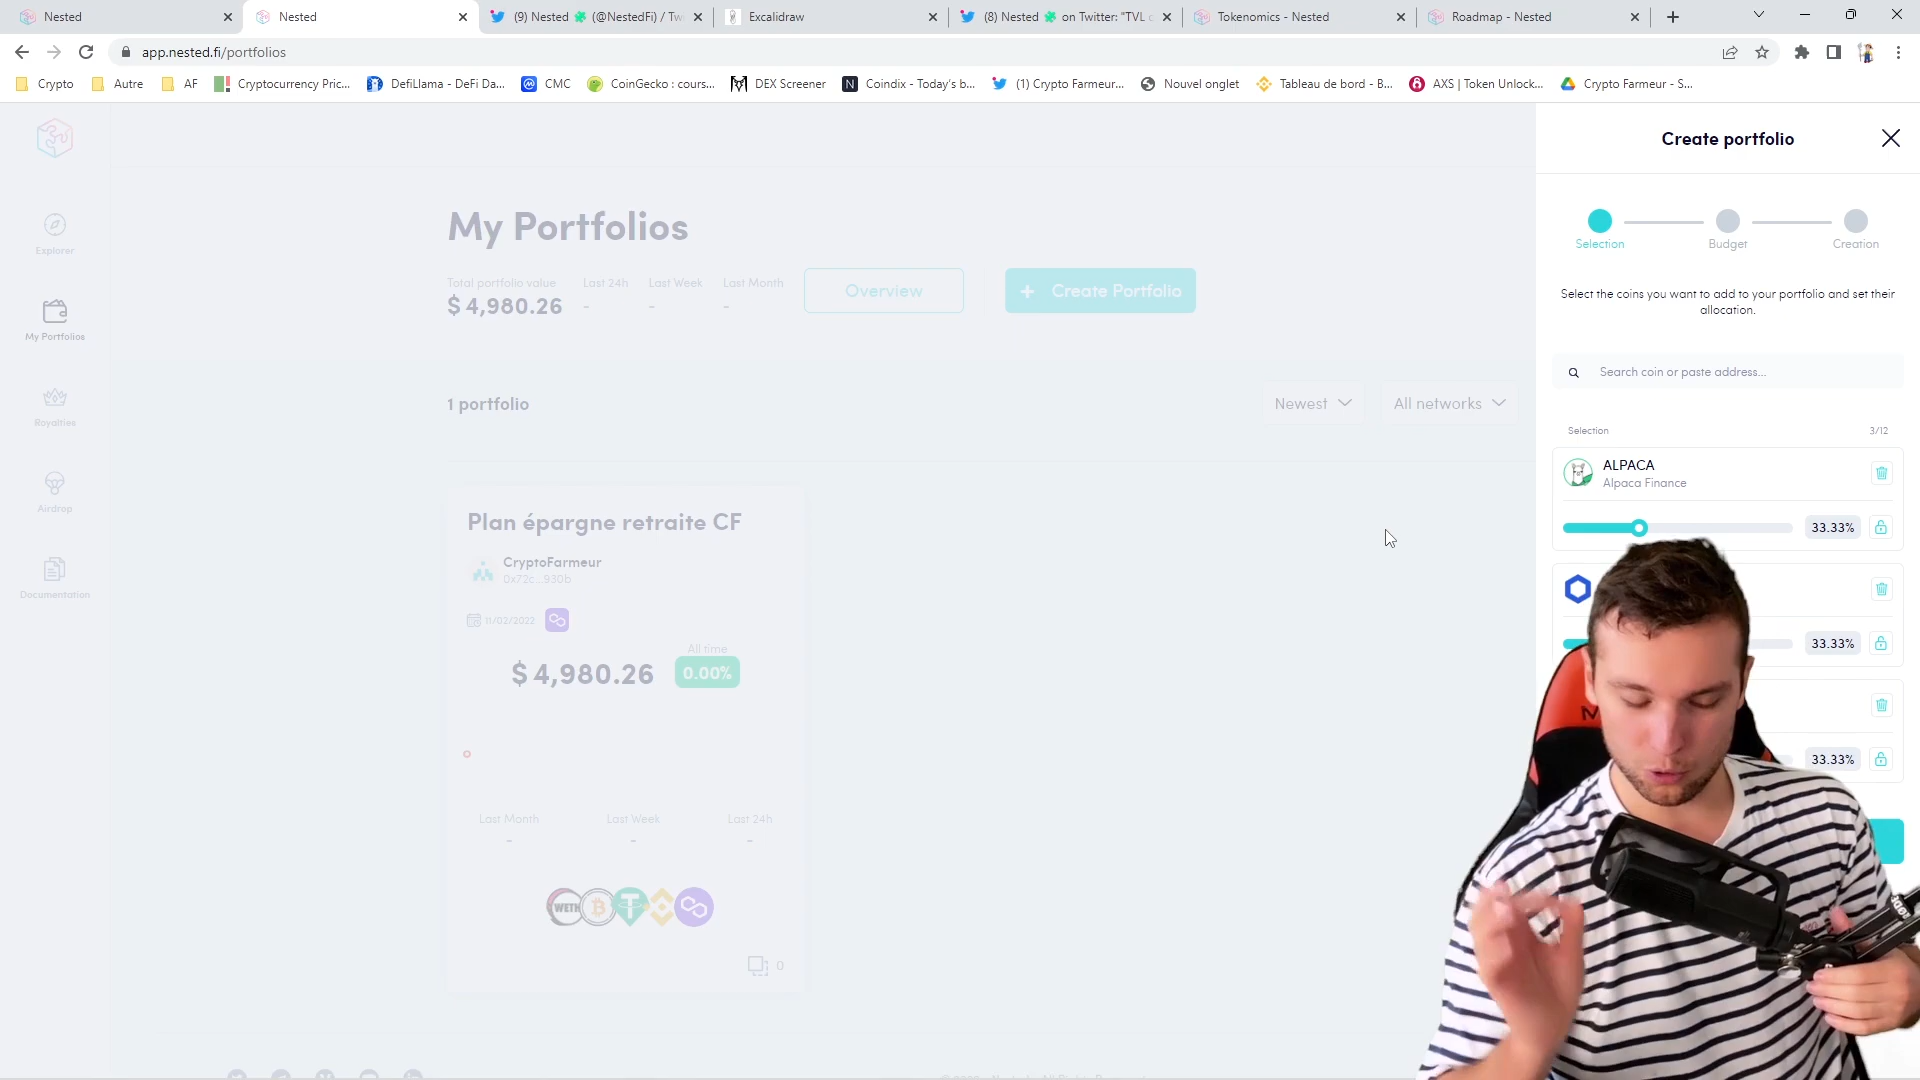 Nested
Nested
(9) Nested (@NestedFi) / Tw
Excalidraw
(8) Nested on Twitter: "TVL c
Tokenomics - Nested
Roadmap - Nested
app.nested.fi/portfolios
Crypto
Autre
AF
Cryptocurrency Pric...
DefiLlama - DeFi Da...
CMC
CoinGecko : cours...
DEX Screener
Coindix - Today's b...
(1) Crypto Farmeur...
Nouvel onglet
Tableau de bord - B...
AXS | Token Unlock...
Crypto Farmeur - S...
Explorer
My Portfolios
Royalties
Airdrop
Documentation
My Portfolios
Total portfolio value
$ 4,980.26
Last 24h
-
Last Week
-
Last Month
-
Overview
+ Create Portfolio
1 portfolio
Newest
All networks
Plan épargne retraite CF
CryptoFarmeur
0x72c...930b
11/02/2022
$ 4,980.26
All time
0.00%
Last Month
-
Last Week
-
Last 24h
-
WETH
0
Create portfolio
Selection
Budget
Creation
Select the coins you want to add to your portfolio and set their
allocation.
Search coin or paste address...
Selection
3/12
ALPACA
Alpaca Finance
33.33%
33.33%
33.33%
RØDE